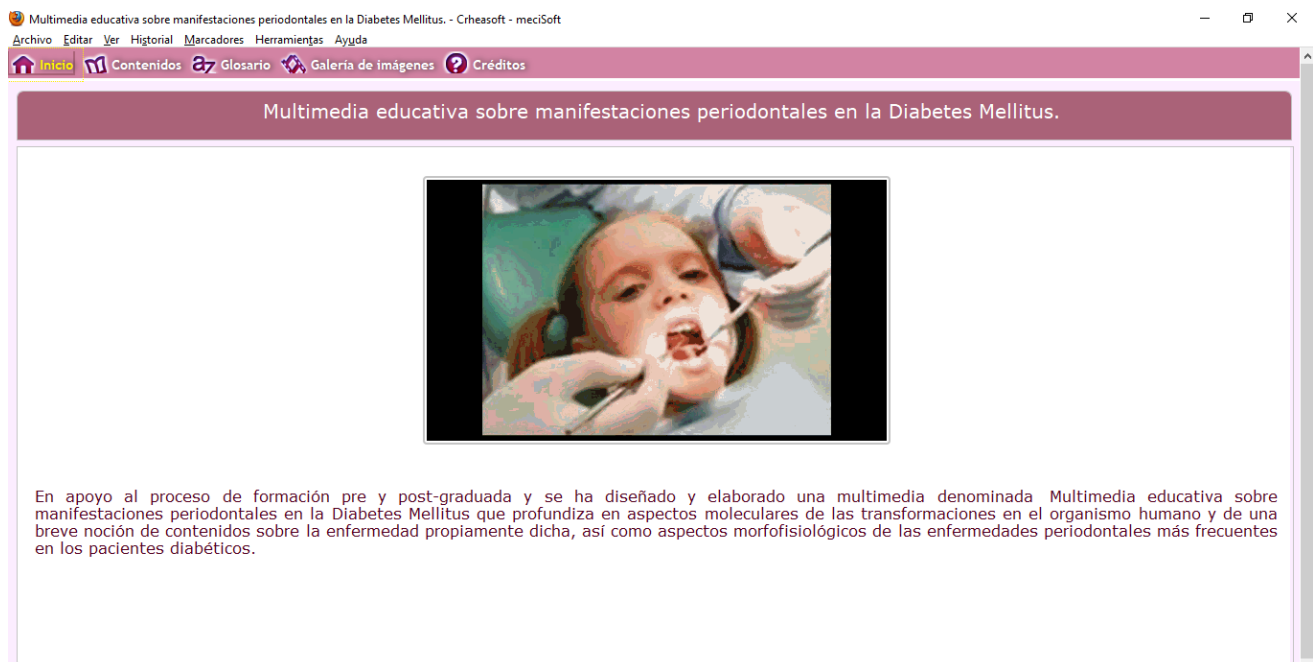 Multimedia educativa sobre manifestaciones periodontales en la Diabetes Mellitus. - Crheasoft - meciSoft
Archivo Editar Ver Historial Marcadores Herramientas Ayuda
Inicio Contenidos az Glosario Galería de imágenes ? Créditos
Multimedia educativa sobre manifestaciones periodontales en la Diabetes Mellitus.
En apoyo al proceso de formación pre y post-graduada y se ha diseñado y elaborado una multimedia denominada Multimedia educativa sobre
manifestaciones periodontales en la Diabetes Mellitus que profundiza en aspectos moleculares de las transformaciones en el organismo humano y de una
breve noción de contenidos sobre la enfermedad propiamente dicha, así como aspectos morfofisiológicos de las enfermedades periodontales más frecuentes
en los pacientes diabéticos.